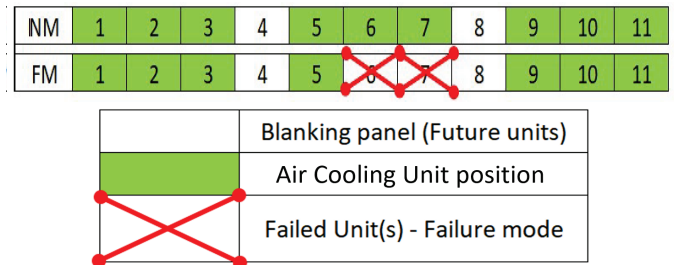 NM 1 2 3 4 5 6 7 8 9 10 11
FM 1 2 3 4 5 6 7 8 9 10 11
Blanking panel (Future units)
Air Cooling Unit position
Failed Unit(s) - Failure mode